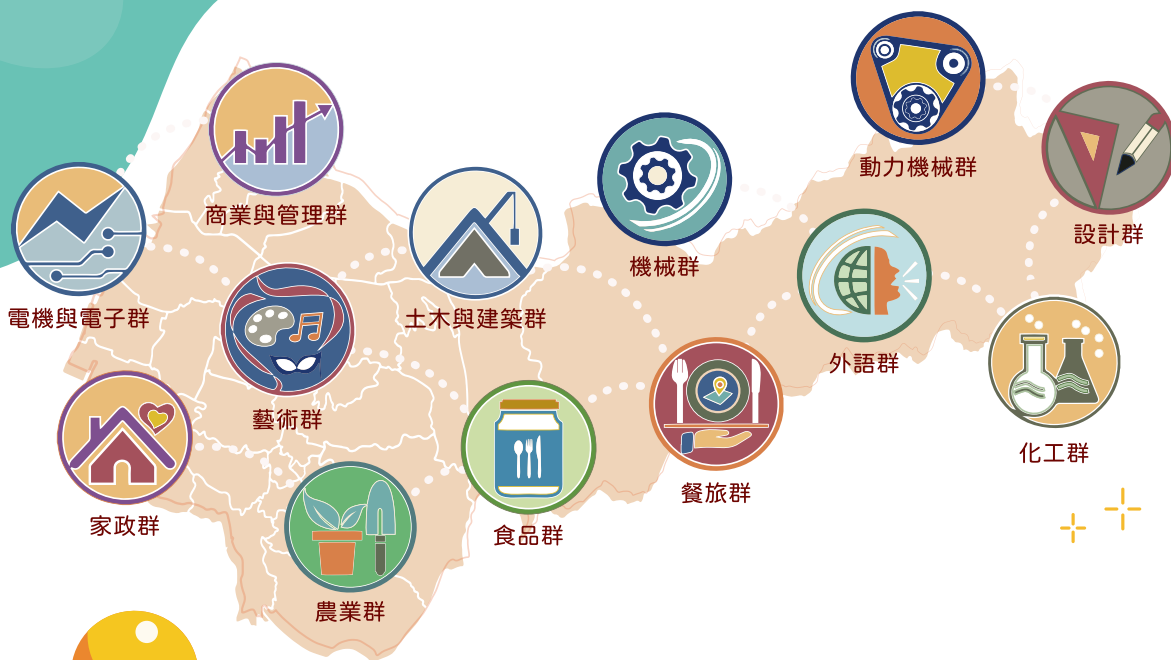 動力機械群
商業與管理群
設計群
機械群
電機與電子群
土木與建築群
外語群
藝術群
化工群
餐旅群
家政群
食品群
農業群